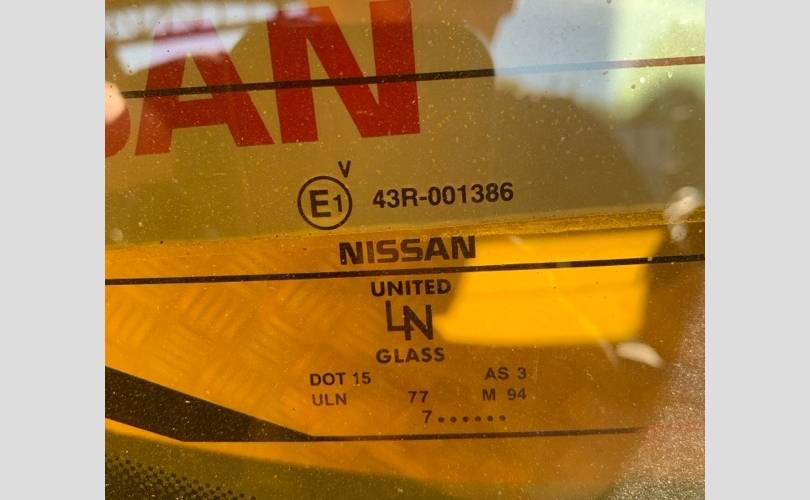 SAN
V
E1 43R-001386
NISSAN
UNITED
LN
GLASS
DOT 15 AS 3
ULN 77 M 94
7••••••